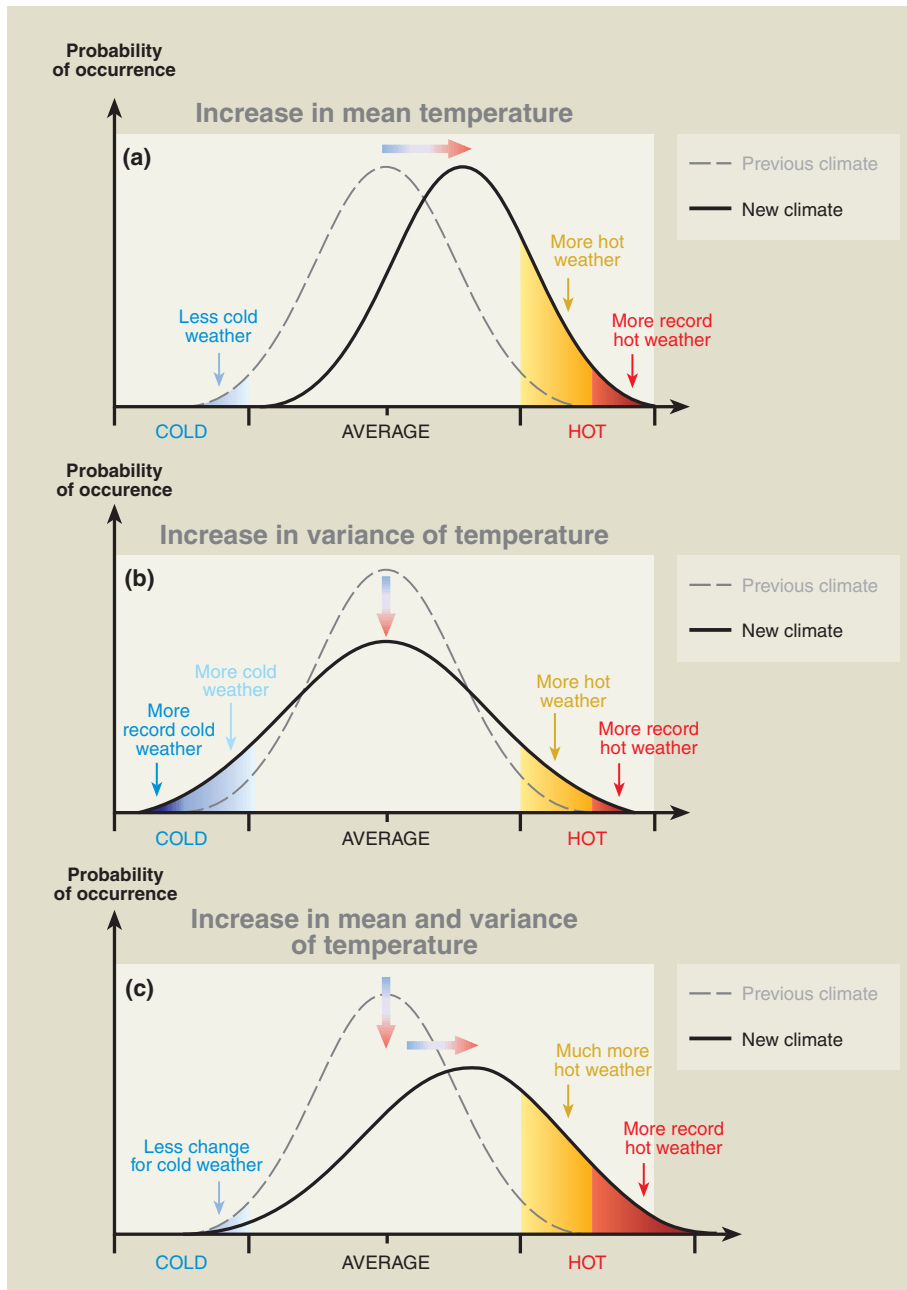 Probability
of occurrence
Increase in mean temperature
(a)
Previous climate
New climate
More hot
weather
Less cold
weather
More record
hot weather
COLD
AVERAGE
HOT
Probability
of occurence
Increase in variance of temperature
(b)
Previous climate
New climate
More cold
weather
More hot
weather
More
record cold
weather
More record
hot weather
COLD
AVERAGE
HOT
Probability
of occurrence
Increase in mean and variance
of temperature
(c)
Previous climate
New climate
Much more
hot weather
Less change
for cold weather
More record
hot weather
COLD
AVERAGE
HOT